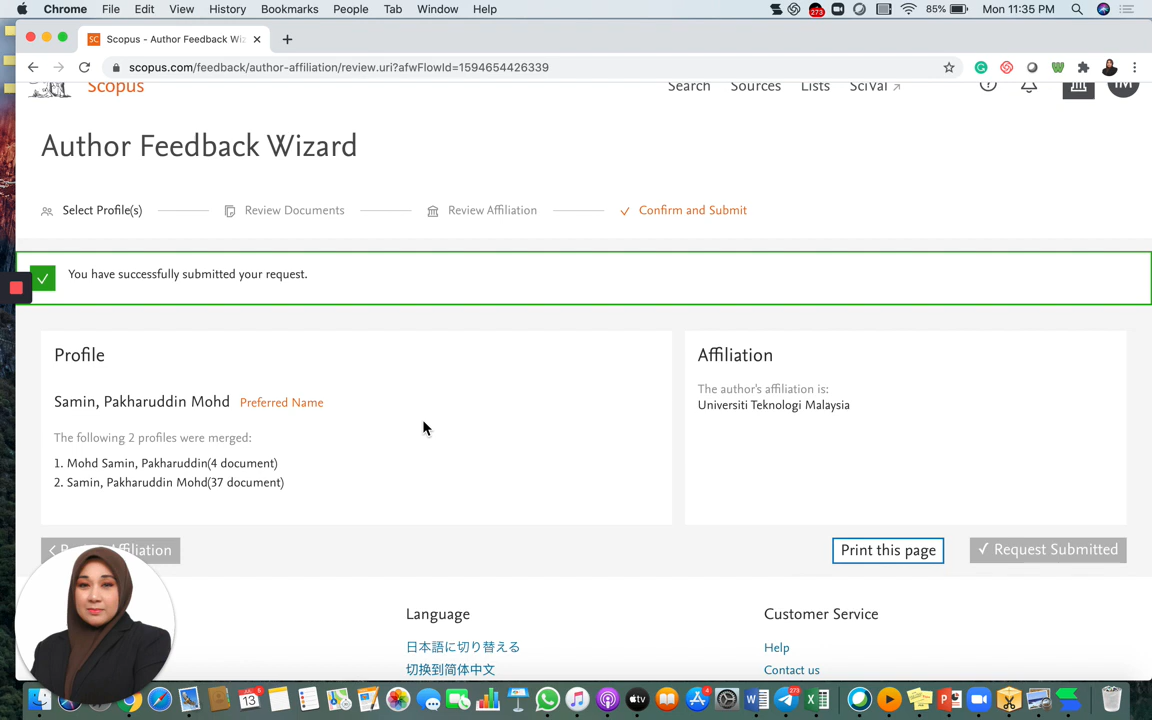 Chrome File Edit View History Bookmarks People Tab Window Help 273 85% Mon 11:35 PM
SC Scopus - Author Feedback Wiz
scopus.com/feedback/author-affiliation/review.uri?afwFlowId=1594654426339
Scopus Search Sources Lists SciVal ↗
Author Feedback Wizard
Select Profile(s) Review Documents Review Affiliation Confirm and Submit
You have successfully submitted your request.
Profile
Samin, Pakharuddin Mohd Preferred Name
The following 2 profiles were merged:
1. Mohd Samin, Pakharuddin(4 document)
2. Samin, Pakharuddin Mohd(37 document)
Affiliation
The author's affiliation is:
Universiti Teknologi Malaysia
Print this page Request Submitted
Language
日本語に切り替える
切换到简体中文
Customer Service
Help
Contact us